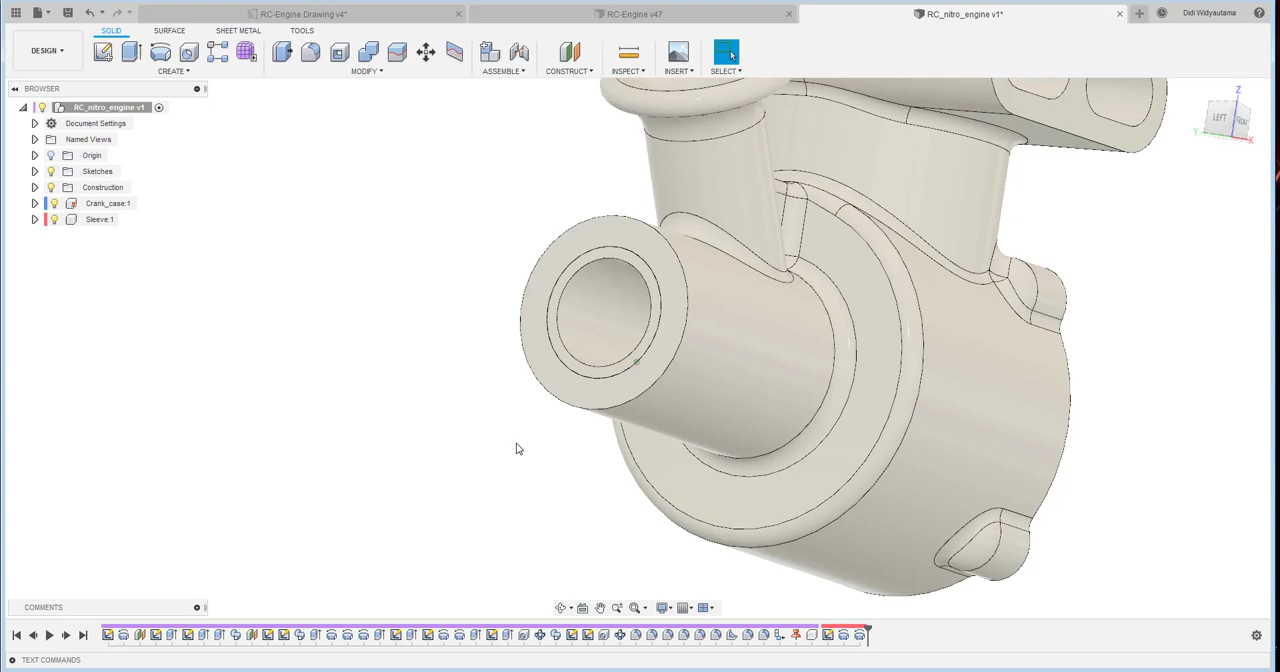 RC-Engine Drawing v4*
RC-Engine v47
RC_nitro_engine v1*
Didi Widyautama
SOLID
SURFACE
SHEET METAL
TOOLS
DESIGN
CREATE
MODIFY
ASSEMBLE
CONSTRUCT
INSPECT
INSERT
SELECT
BROWSER
RC_nitro_engine v1
Document Settings
Named Views
Origin
Sketches
Construction
Crank_case:1
Sleeve:1
Z
LEFT
FRONT
Y
X
COMMENTS
TEXT COMMANDS